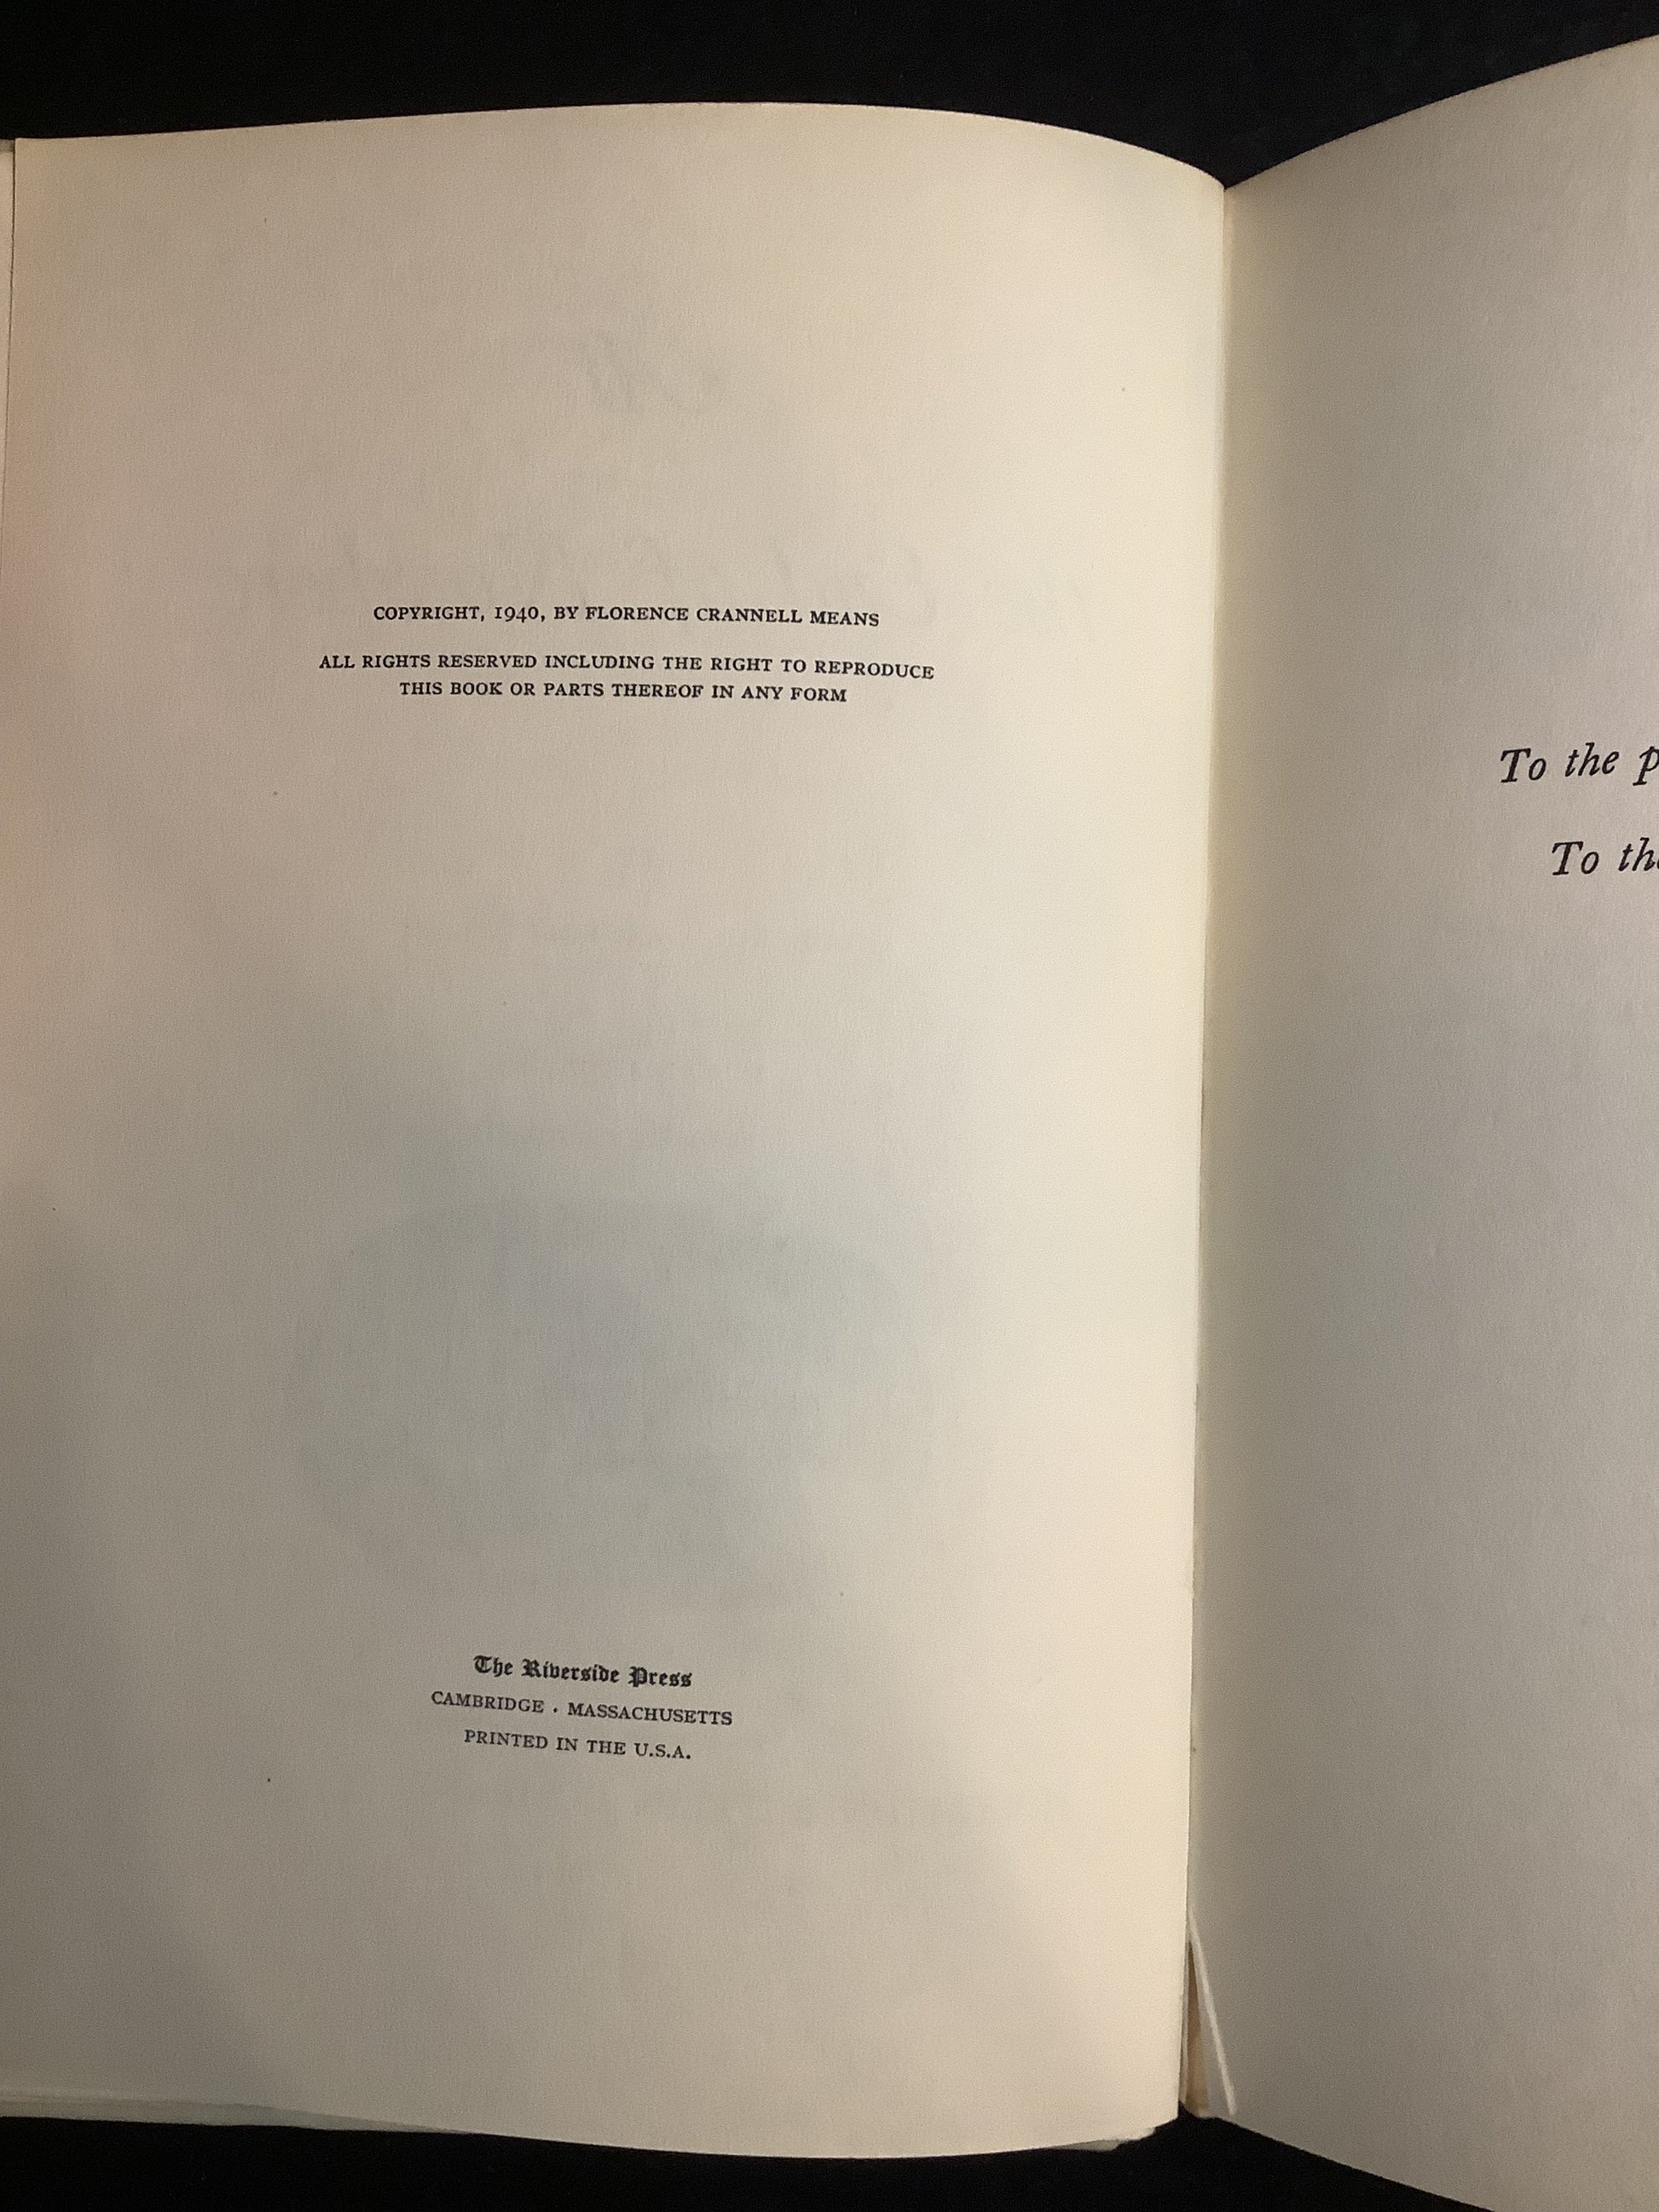 COPYRIGHT, 1940, BY FLORENCE CRANNELL MEANS
ALL RIGHTS RESERVED INCLUDING THE RIGHT TO REPRODUCE
THIS BOOK OR PARTS THEREOF IN ANY FORM
The Riverside Press
CAMBRIDGE · MASSACHUSETTS
PRINTED IN THE U.S.A.
To the
To